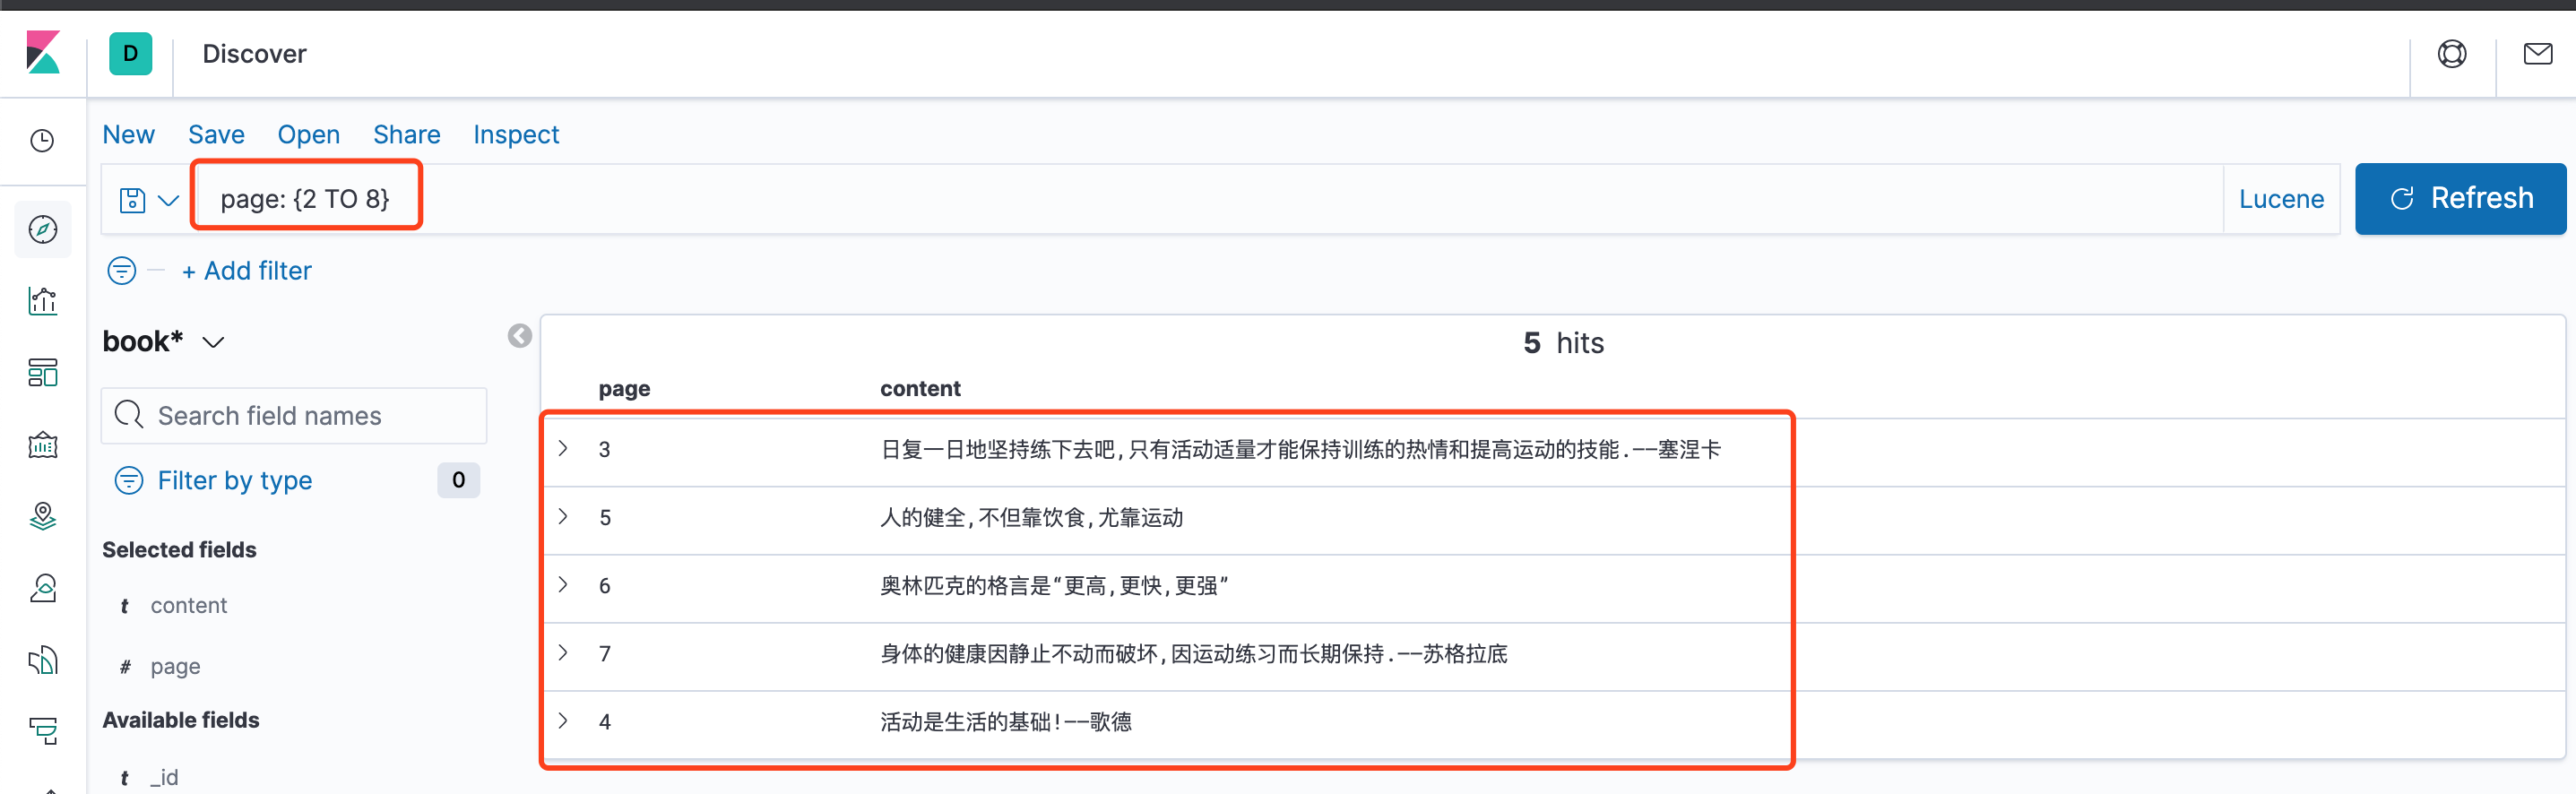 D Discover
New Save Open Share Inspect
page: {2 TO 8} Lucene Refresh
+ Add filter
book*
5 hits
Search field names
page content
Filter by type 0
3 日复一日地坚持练下去吧,只有活动适量才能保持训练的热情和提高运动的技能.——塞涅卡
5 人的健全,不但靠饮食,尤靠运动
6 奥林匹克的格言是“更高,更快,更强”
7 身体的健康因静止不动而破坏,因运动练习而长期保持.——苏格拉底
4 活动是生活的基础!——歌德
Selected fields
t content
# page
Available fields
t _id